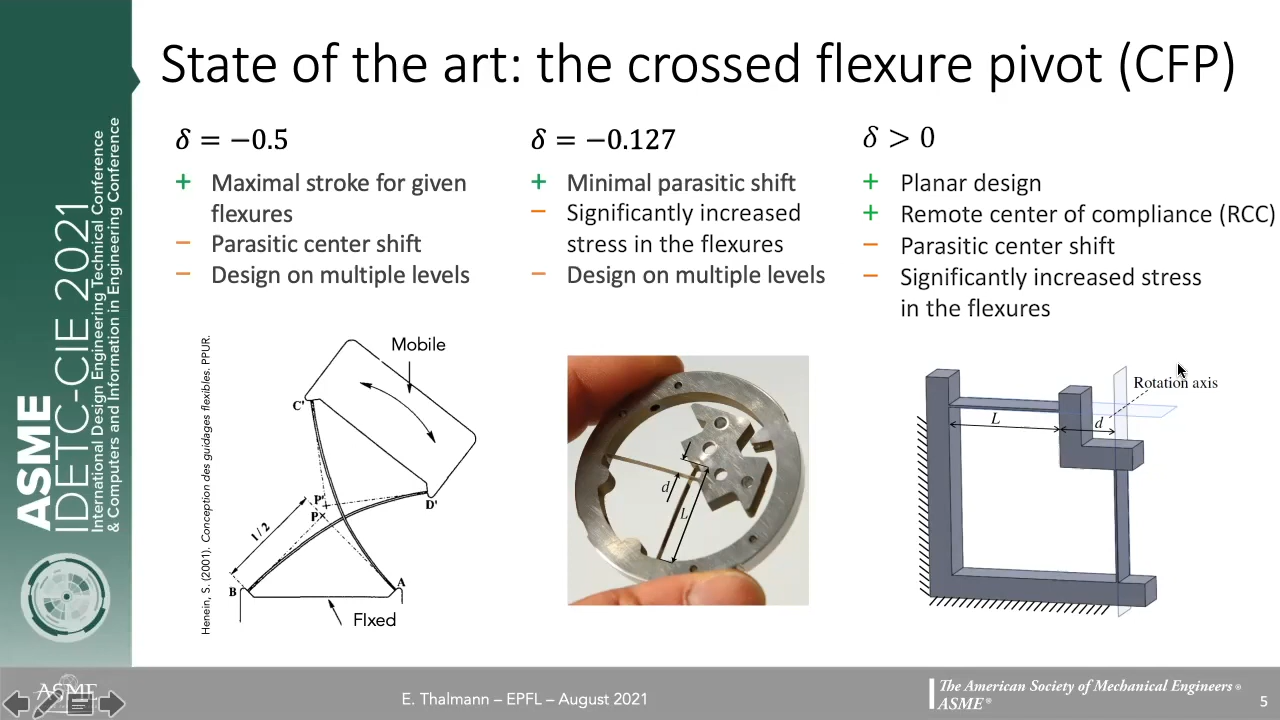 State of the art: the crossed flexure pivot (CFP)
δ = −0.5
+ Maximal stroke for given
flexures
− Parasitic center shift
− Design on multiple levels
δ = −0.127
+ Minimal parasitic shift
− Significantly increased
stress in the flexures
− Design on multiple levels
δ > 0
+ Planar design
+ Remote center of compliance (RCC)
− Parasitic center shift
− Significantly increased stress
in the flexures
Henein, S. (2001). Conception des guidages flexibles. PPUR.
Mobile
C'
D'
P'
P
1/2
B
A
FIxed
d
L
Rotation axis
L
d
ASME
IDETC-CIE 2021
International Design Engineering Technical Conference
& Computers and Information in Engineering Conference
ASME
E. Thalmann – EPFL – August 2021
The American Society of Mechanical Engineers ®
ASME®
5